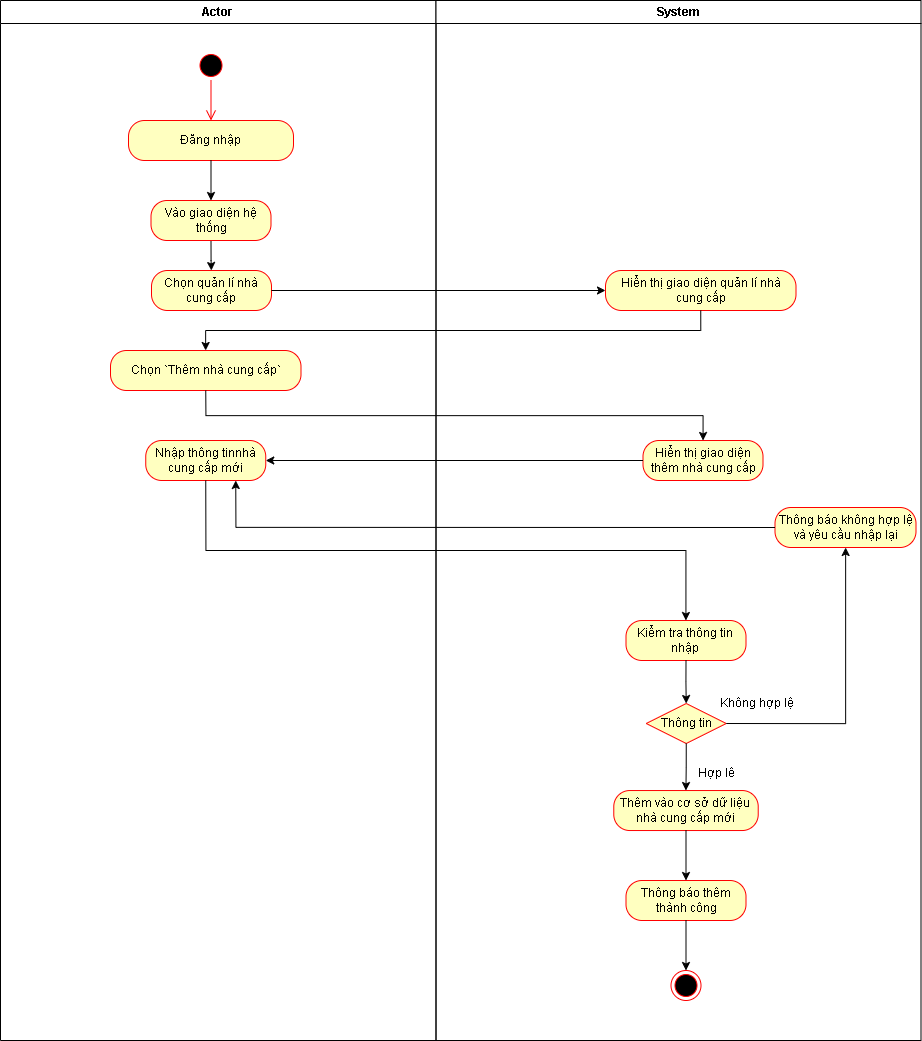 Actor
System
Đăng nhập
Vào giao diện hệ
thống
Chọn quản lí nhà
cung cấp
Hiển thị giao diện quản lí nhà
cung cấp
Chọn `Thêm nhà cung cấp`
Nhập thông tinnhà
cung cấp mới
Hiển thị giao diện
thêm nhà cung cấp
Thông báo không hợp lệ
và yêu cầu nhập lại
Kiểm tra thông tin
nhập
Không hợp lệ
Thông tin
Hợp lê
Thêm vào cơ sở dữ liệu
nhà cung cấp mới
Thông báo thêm
thành công